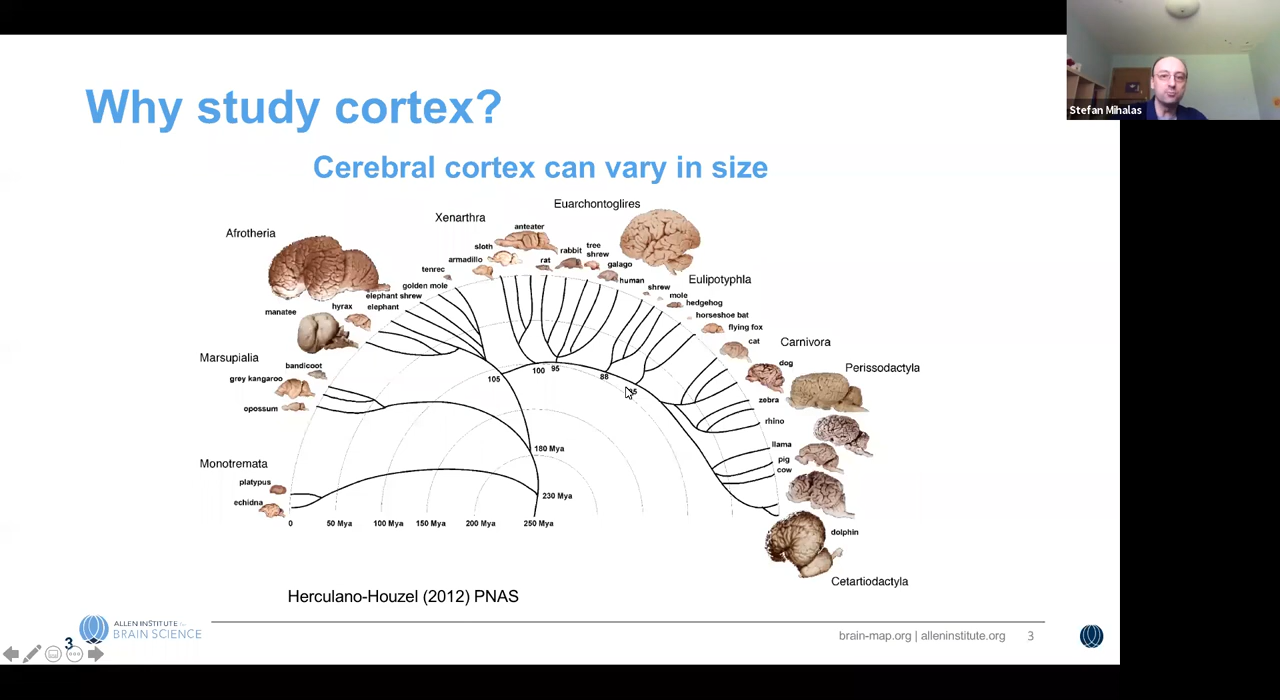 Stefan Mihalas
Why study cortex?
Cerebral cortex can vary in size
Euarchontoglires
Xenarthra
anteater
Afrotheria
sloth
rabbit
tree
shrew
armadillo
rat
galago
tenrec
human
Eulipotyphla
golden mole
shrew
elephant shrew
mole
hedgehog
manatee
hyrax
elephant
horseshoe bat
flying fox
cat
Carnivora
Marsupialia
bandicoot
dog
Perissodactyla
grey kangaroo
105
100
95
88
85
zebra
opossum
rhino
llama
180 Mya
Monotremata
pig
cow
platypus
230 Mya
echidna
0
50 Mya
100 Mya
150 Mya
200 Mya
250 Mya
dolphin
Cetartiodactyla
Herculano-Houzel (2012) PNAS
ALLEN INSTITUTE for
BRAIN SCIENCE
brain-map.org | alleninstitute.org
3
3